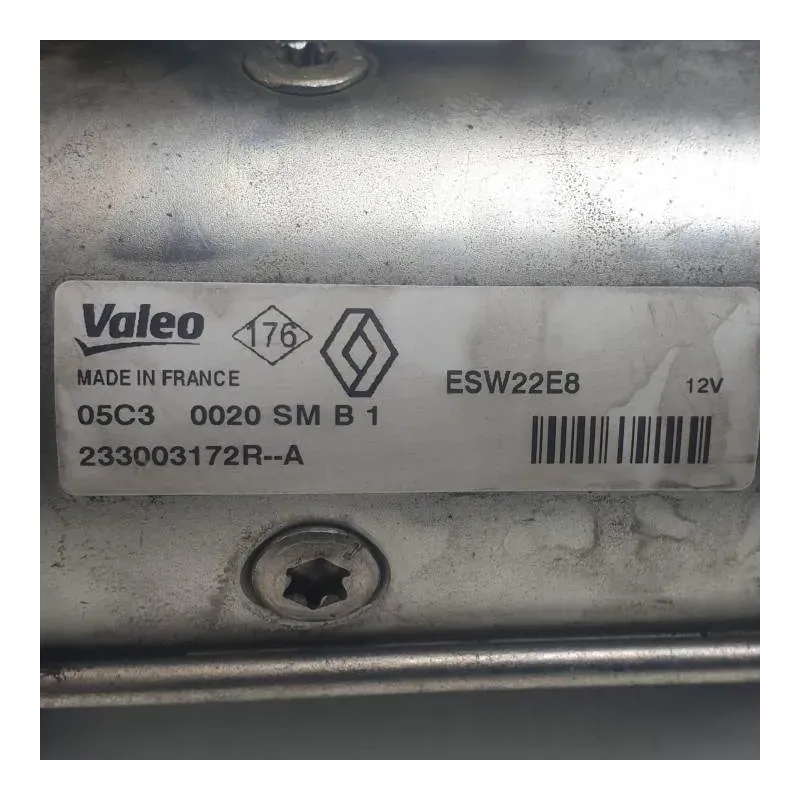 Valeo 176
MADE IN FRANCE ESW22E8 12V
05C3 0020 SM B 1
233003172R--A